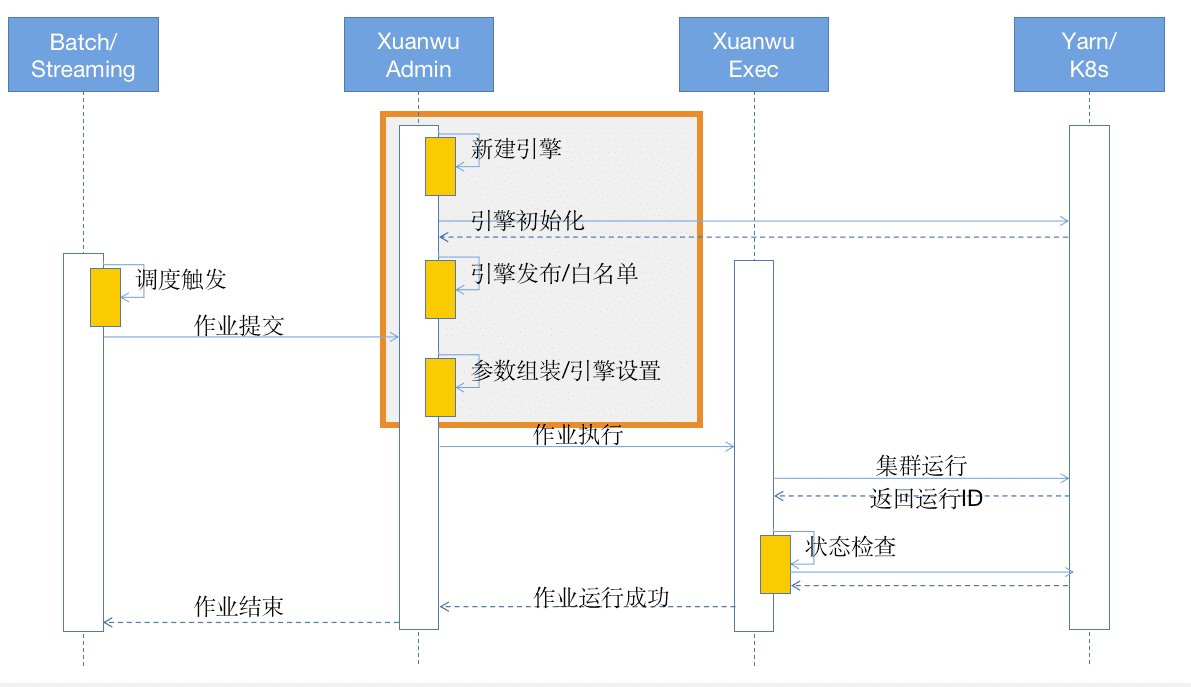 Batch/
Streaming
Xuanwu
Admin
Xuanwu
Exec
Yarn/
K8s
新建引擎
引擎初始化
引擎发布/白名单
调度触发
作业提交
参数组装/引擎设置
作业执行
集群运行
返回运行ID
状态检查
作业运行成功
作业结束